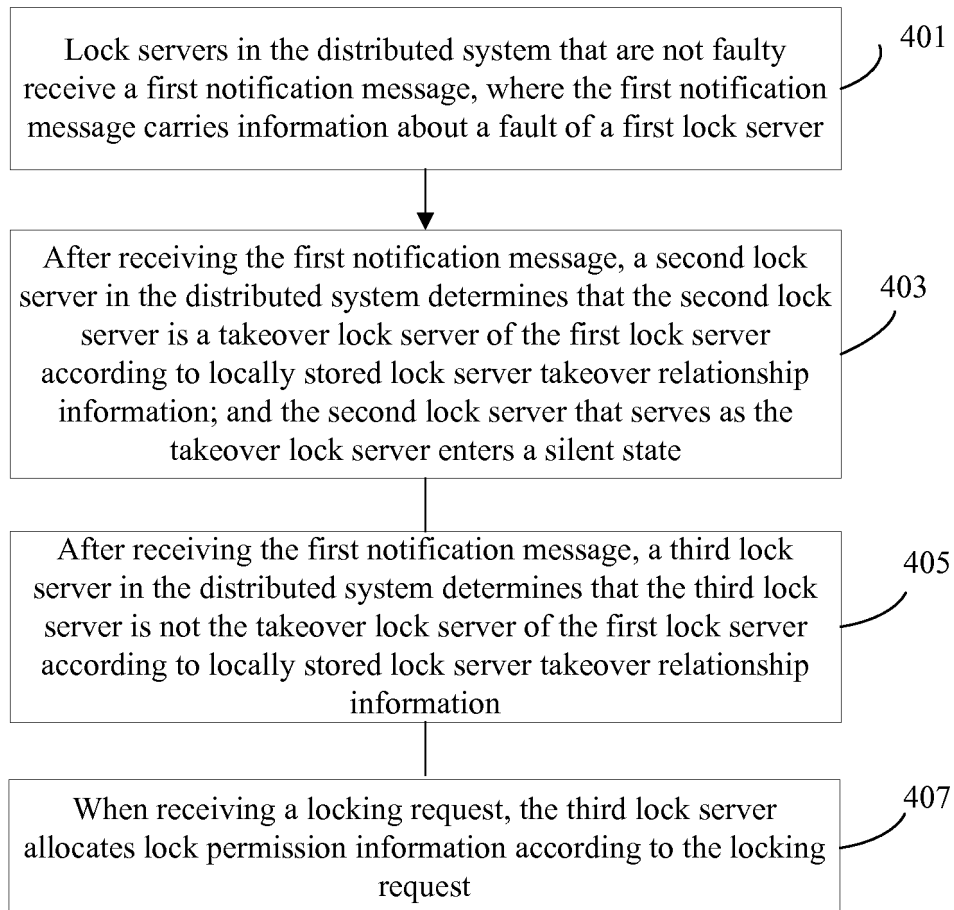 Lock servers in the distributed system that are not faulty
receive a first notification message, where the first notification
message carries information about a fault of a first lock server
401
After receiving the first notification message, a second lock
server in the distributed system determines that the second lock
server is a takeover lock server of the first lock server
according to locally stored lock server takeover relationship
information; and the second lock server that serves as the
takeover lock server enters a silent state
403
After receiving the first notification message, a third lock
server in the distributed system determines that the third lock
server is not the takeover lock server of the first lock server
according to locally stored lock server takeover relationship
information
405
When receiving a locking request, the third lock server
allocates lock permission information according to the locking
request
407